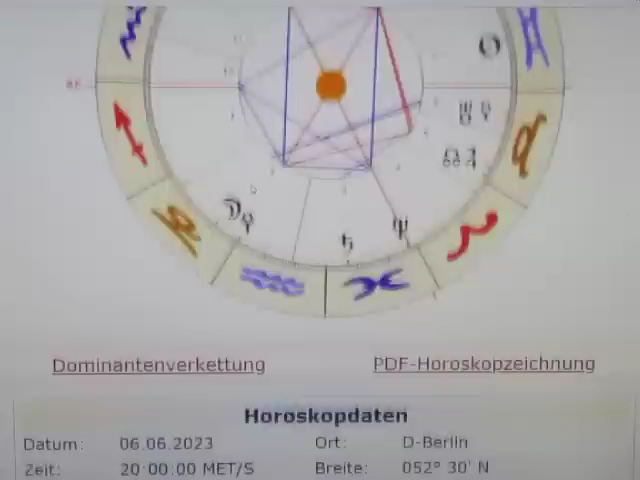 Dominantenverkettung PDF-Horoskopzeichnung
Horoskopdaten
Datum: 06.06.2023 Ort: D-Berlin
Zeit: 20:00:00 MET/S Breite: 052° 30' N